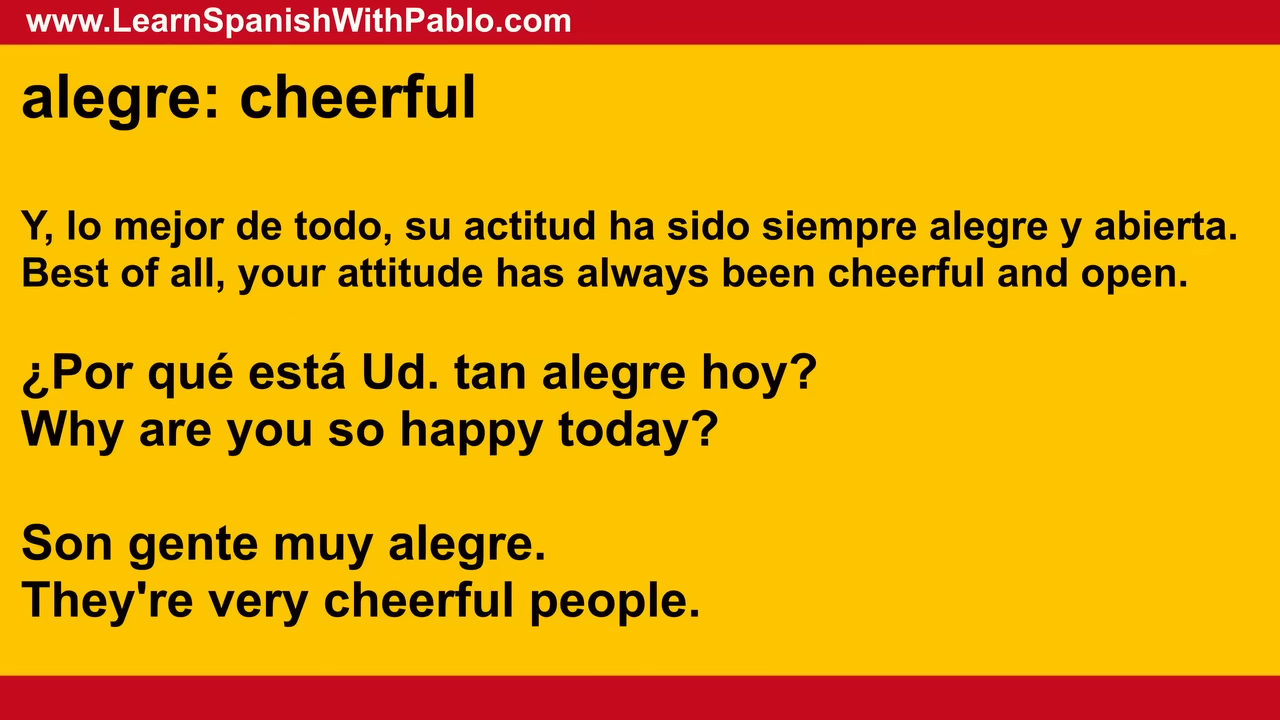 www.LearnSpanishWithPablo.com
alegre: cheerful
Y, lo mejor de todo, su actitud ha sido siempre alegre y abierta.
Best of all, your attitude has always been cheerful and open.
¿Por qué está Ud. tan alegre hoy?
Why are you so happy today?
Son gente muy alegre.
They're very cheerful people.